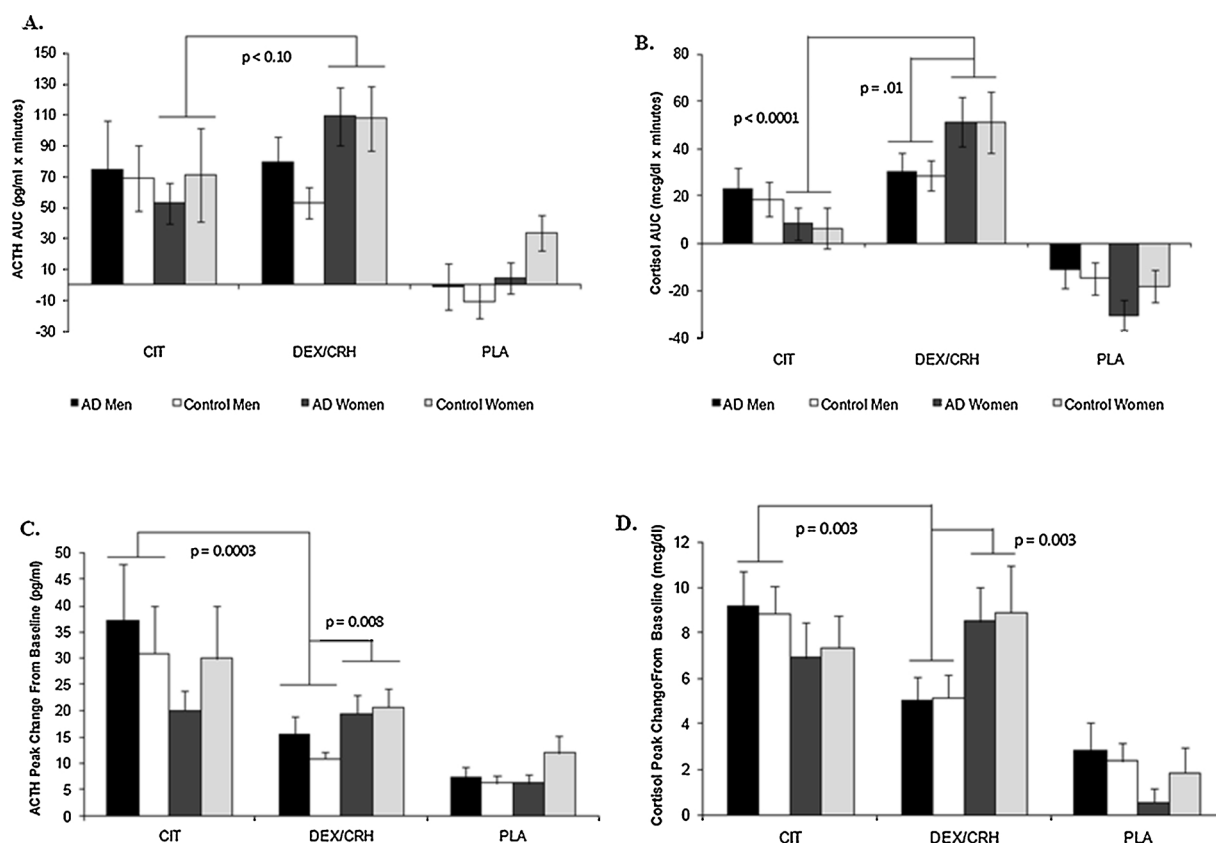 A.
ACTH AUC (pg/ml x minutes)
150
130
110
90
70
50
30
10
-10
-30
p < 0.10
CIT
DEX/CRH
PLA
AD Men
Control Men
AD Women
Control Women
B.
Cortisol AUC (mcg/dl x minutes)
80
60
40
20
0
-20
-40
p < 0.0001
p = .01
CIT
DEX/CRH
PLA
AD Men
Control Men
AD Women
Control Women
C.
ACTH Peak Change From Baseline (pg/ml)
50
45
40
35
30
25
20
15
10
5
0
p = 0.0003
p = 0.008
CIT
DEX/CRH
PLA
D.
Cortisol Peak ChangeFrom Baseline (mcg/dl)
12
10
8
6
4
2
0
p = 0.003
p = 0.003
CIT
DEX/CRH
PLA